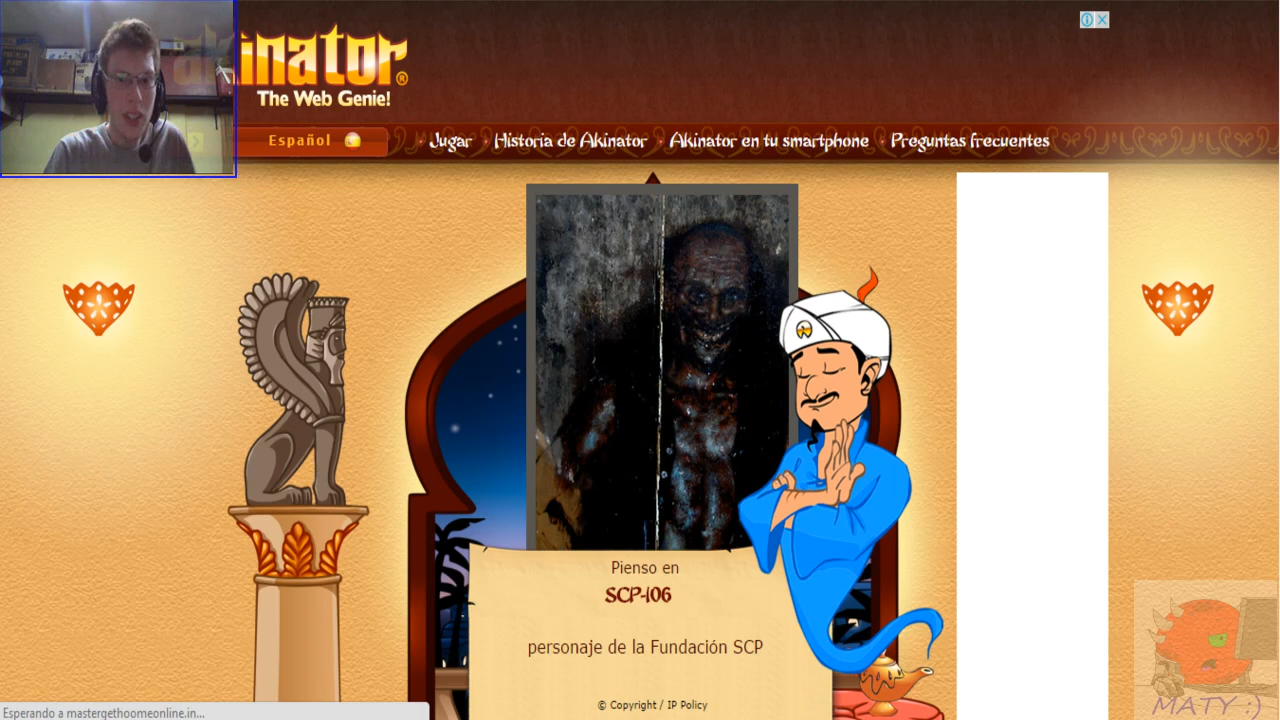 akinator®
The Web Genie!
Español
Jugar
Historia de Akinator
Akinator en tu smartphone
Preguntas frecuentes
Pienso en
SCP-106
personaje de la Fundación SCP
© Copyright / IP Policy
Esperando a mastergethoomeonline.in...
MATY :)